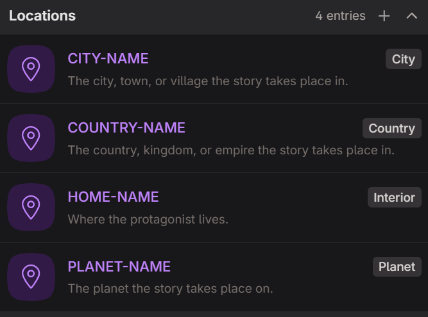 Locations 4 entries
CITY-NAME City
The city, town, or village the story takes place in.
COUNTRY-NAME Country
The country, kingdom, or empire the story takes place in.
HOME-NAME Interior
Where the protagonist lives.
PLANET-NAME Planet
The planet the story takes place on.